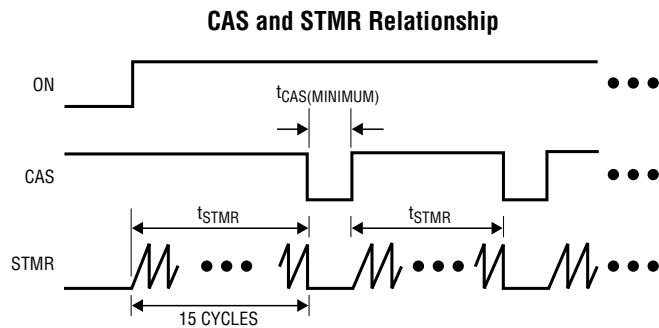 CAS and STMR Relationship
ON
tCAS(MINIMUM)
CAS
tSTMR tSTMR
STMR
15 CYCLES